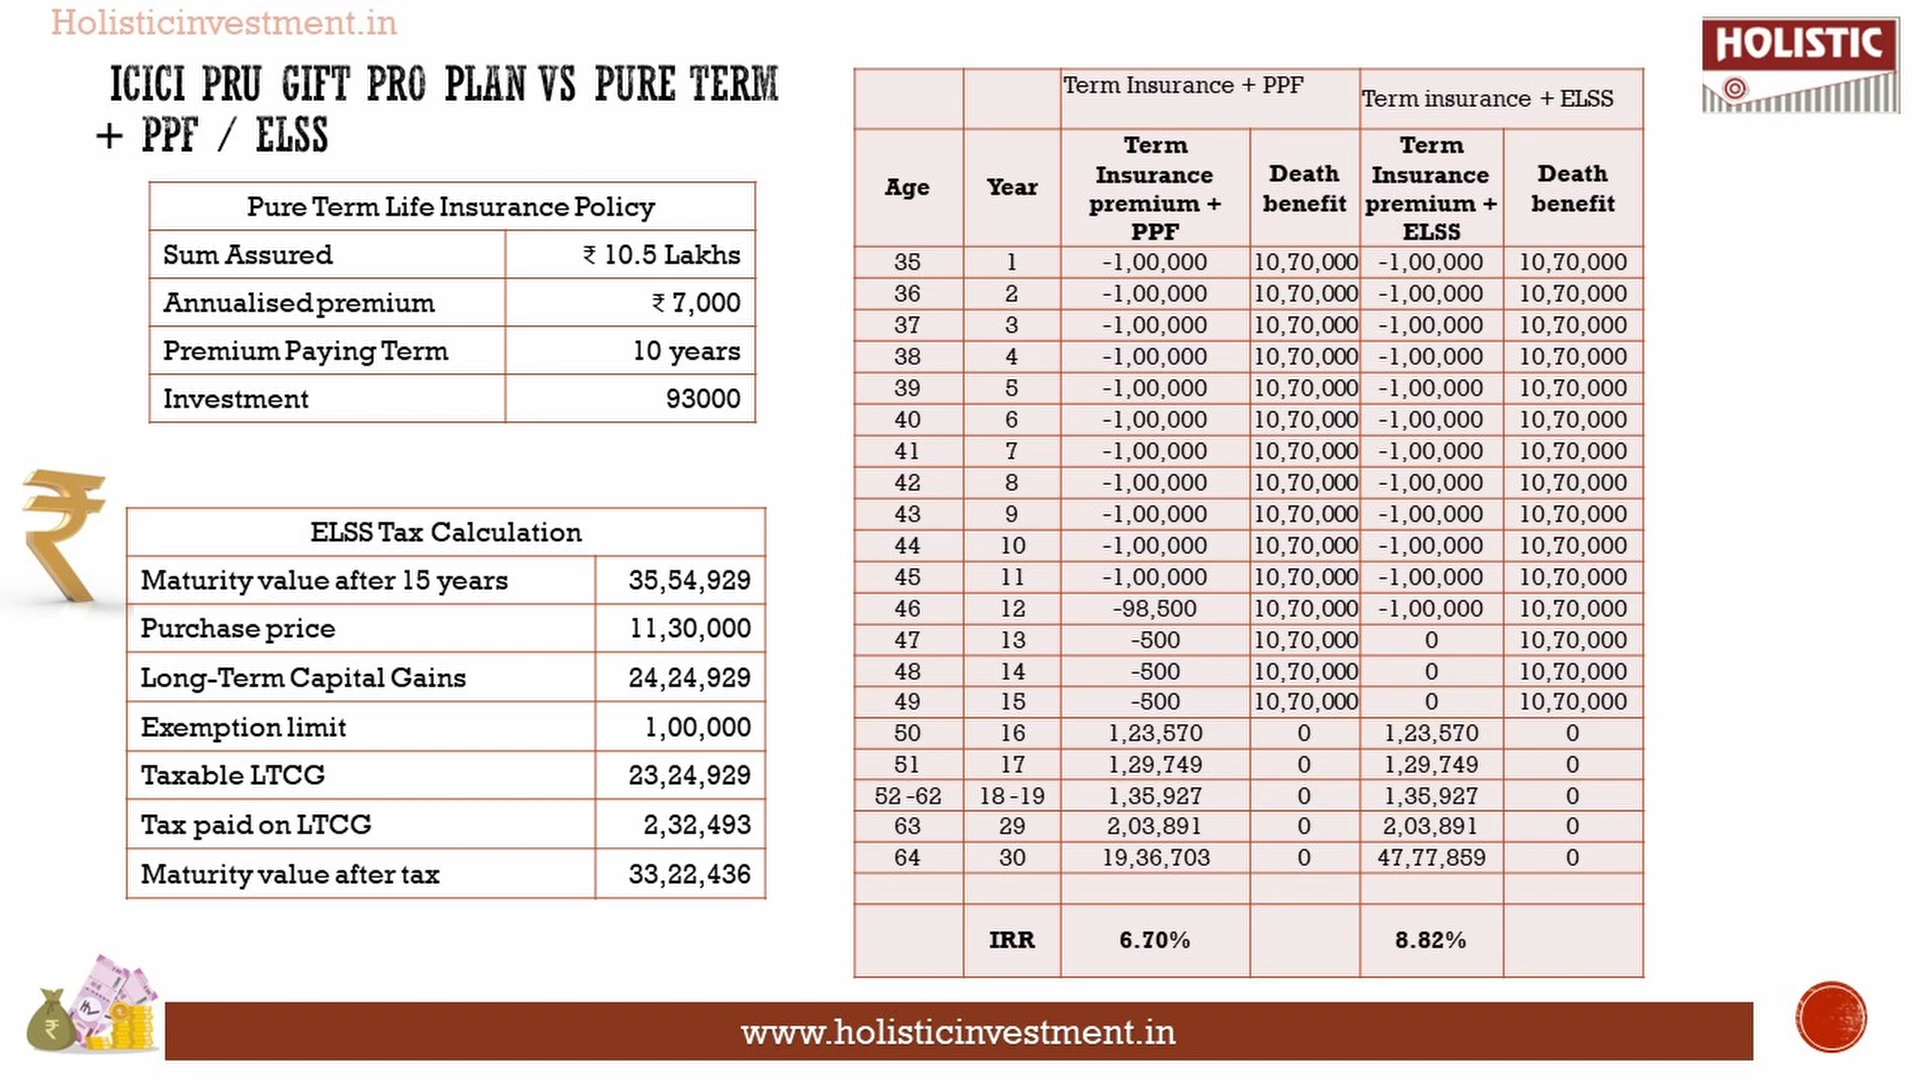 Holisticinvestment.in
HOLISTIC
ICICI PRU GIFT PRO PLAN VS PURE TERM
+ PPF / ELSS
Pure Term Life Insurance Policy
Sum Assured ₹ 10.5 Lakhs
Annualised premium ₹ 7,000
Premium Paying Term 10 years
Investment 93000
ELSS Tax Calculation
Maturity value after 15 years 35,54,929
Purchase price 11,30,000
Long-Term Capital Gains 24,24,929
Exemption limit 1,00,000
Taxable LTCG 23,24,929
Tax paid on LTCG 2,32,493
Maturity value after tax 33,22,436
Term Insurance + PPF Term insurance + ELSS
Age Year Term Insurance premium + PPF Death benefit Term Insurance premium + ELSS Death benefit
35 1 -1,00,000 10,70,000 -1,00,000 10,70,000
36 2 -1,00,000 10,70,000 -1,00,000 10,70,000
37 3 -1,00,000 10,70,000 -1,00,000 10,70,000
38 4 -1,00,000 10,70,000 -1,00,000 10,70,000
39 5 -1,00,000 10,70,000 -1,00,000 10,70,000
40 6 -1,00,000 10,70,000 -1,00,000 10,70,000
41 7 -1,00,000 10,70,000 -1,00,000 10,70,000
42 8 -1,00,000 10,70,000 -1,00,000 10,70,000
43 9 -1,00,000 10,70,000 -1,00,000 10,70,000
44 10 -1,00,000 10,70,000 -1,00,000 10,70,000
45 11 -1,00,000 10,70,000 -1,00,000 10,70,000
46 12 -98,500 10,70,000 -1,00,000 10,70,000
47 13 -500 10,70,000 0 10,70,000
48 14 -500 10,70,000 0 10,70,000
49 15 -500 10,70,000 0 10,70,000
50 16 1,23,570 0 1,23,570 0
51 17 1,29,749 0 1,29,749 0
52 -62 18 -19 1,35,927 0 1,35,927 0
63 29 2,03,891 0 2,03,891 0
64 30 19,36,703 0 47,77,859 0
IRR 6.70% 8.82%
www.holisticinvestment.in